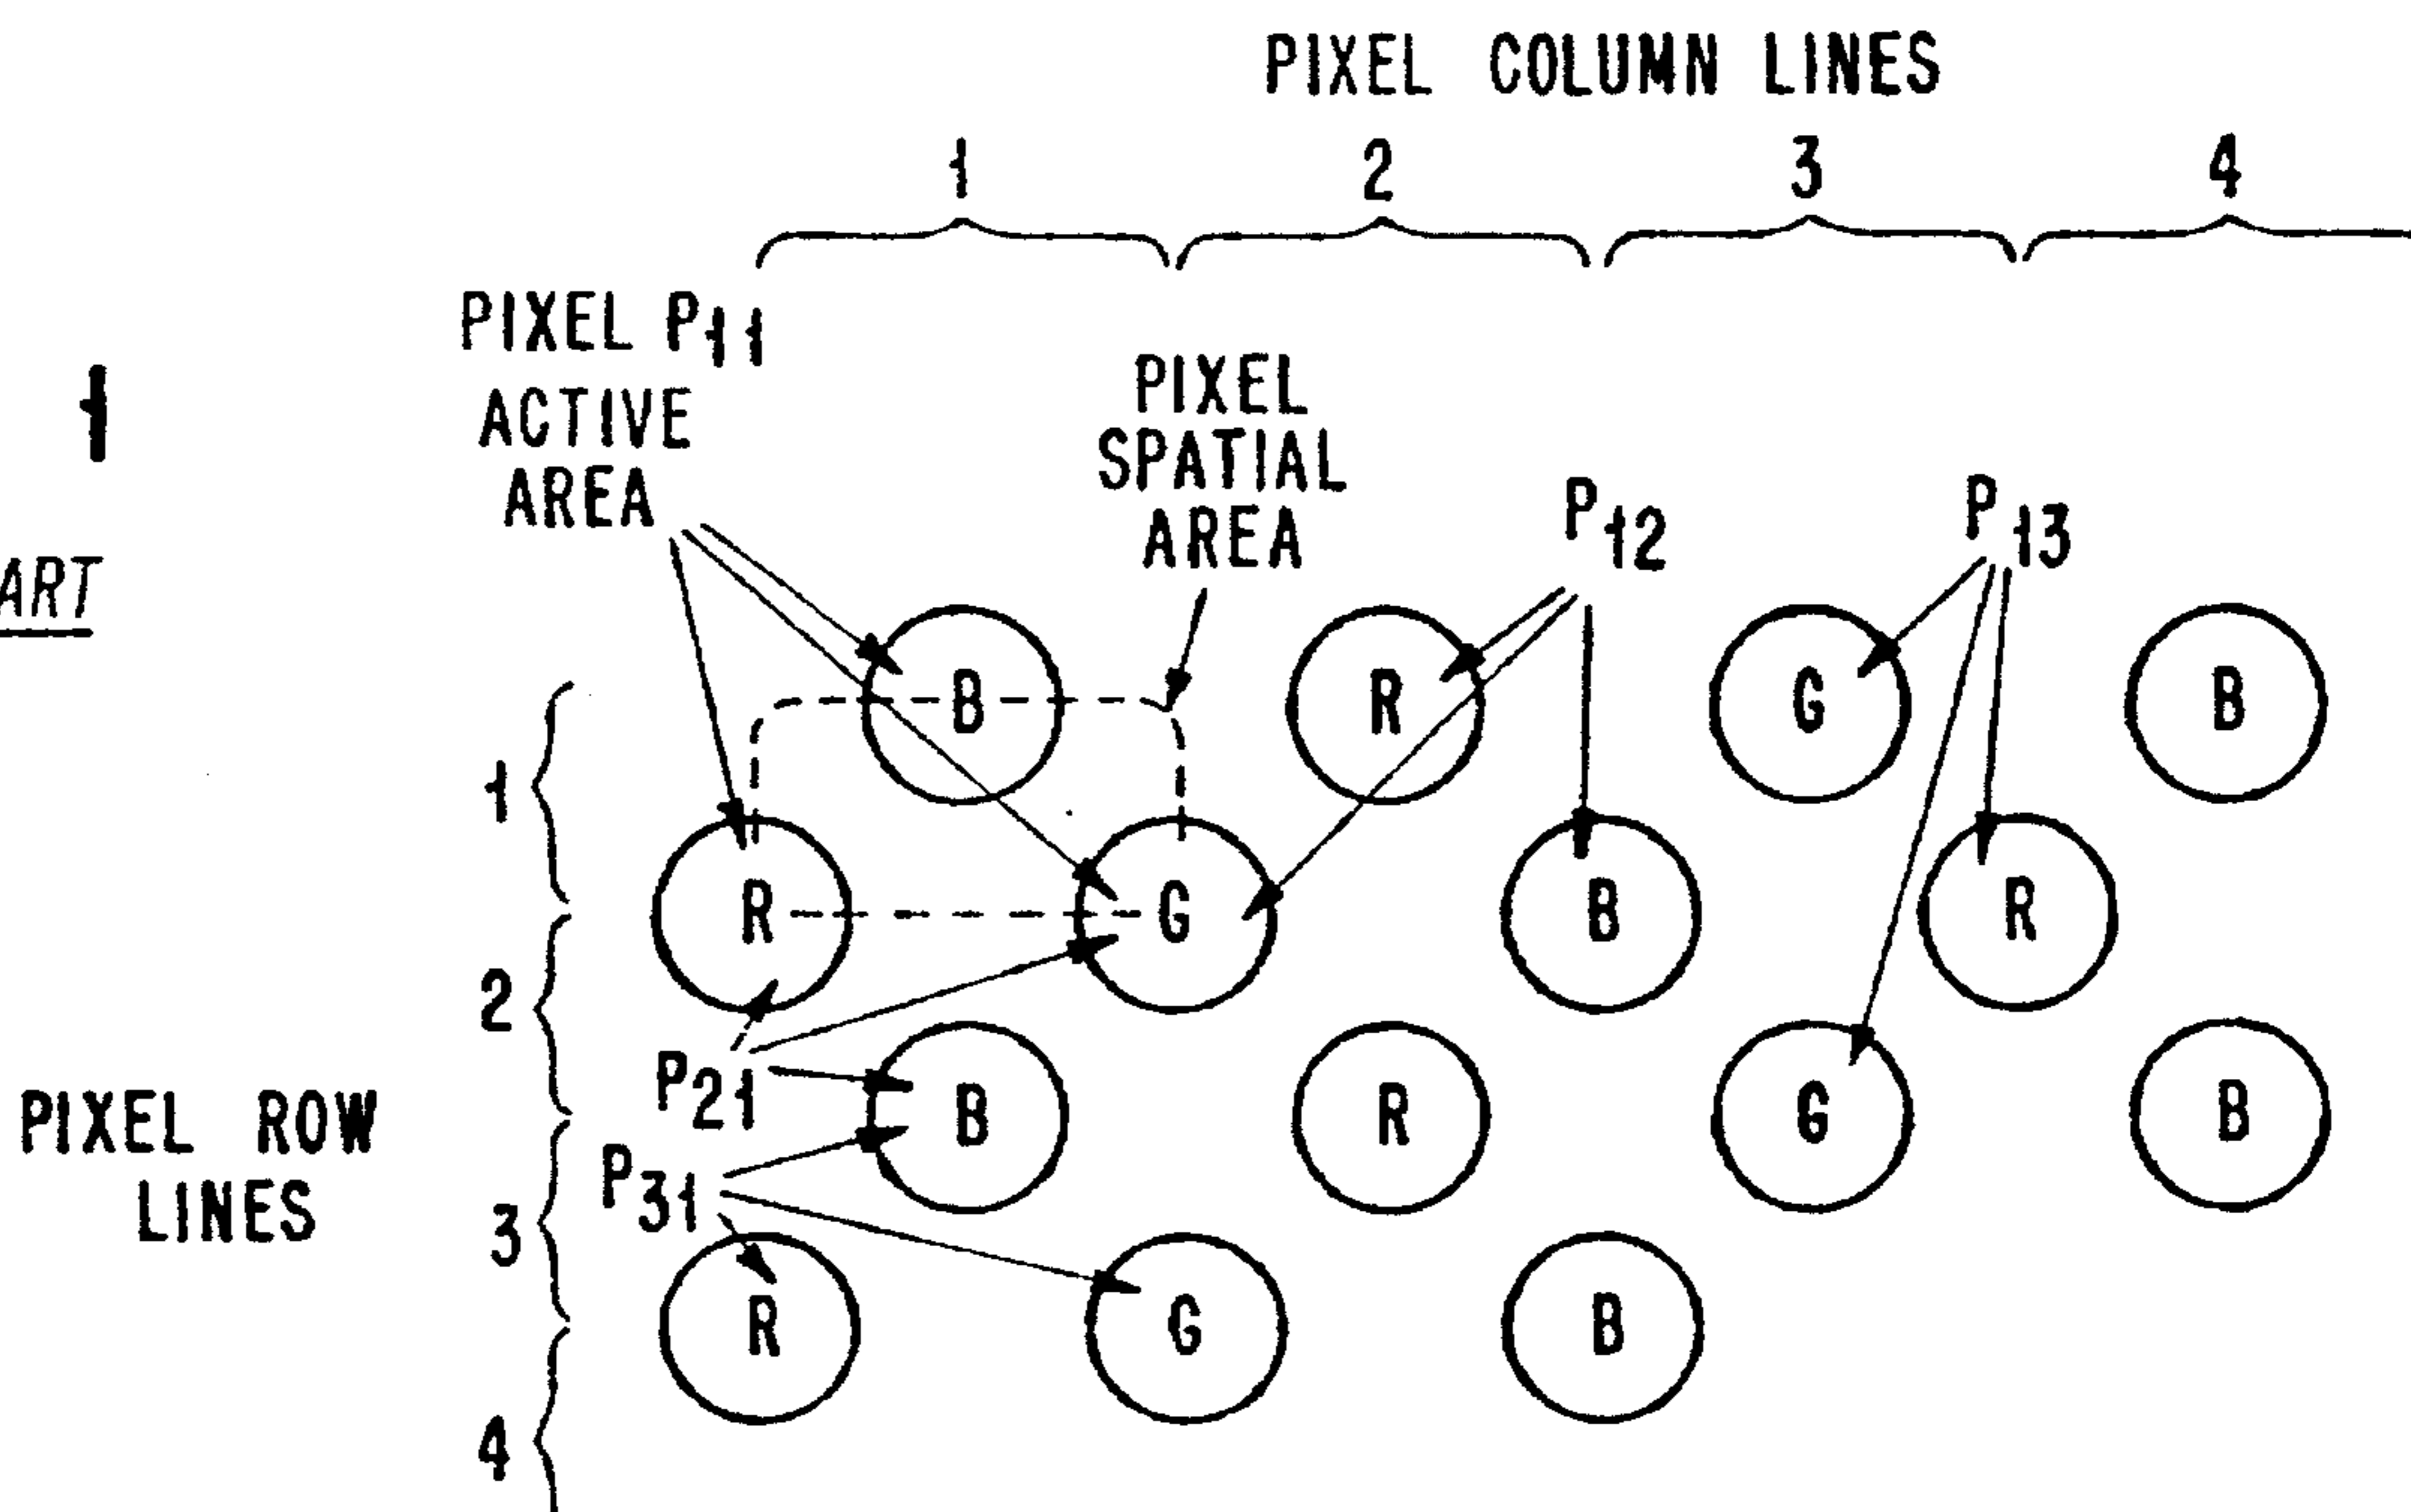 PIXEL COLUMN LINES
1 2 3 4
PIXEL P11
ACTIVE
AREA
PIXEL
SPATIAL
AREA
P12
P13
1
ART
B R G B
1
R G B R
2
P21
B R G B
PIXEL ROW
LINES
P31
3
R G B
4